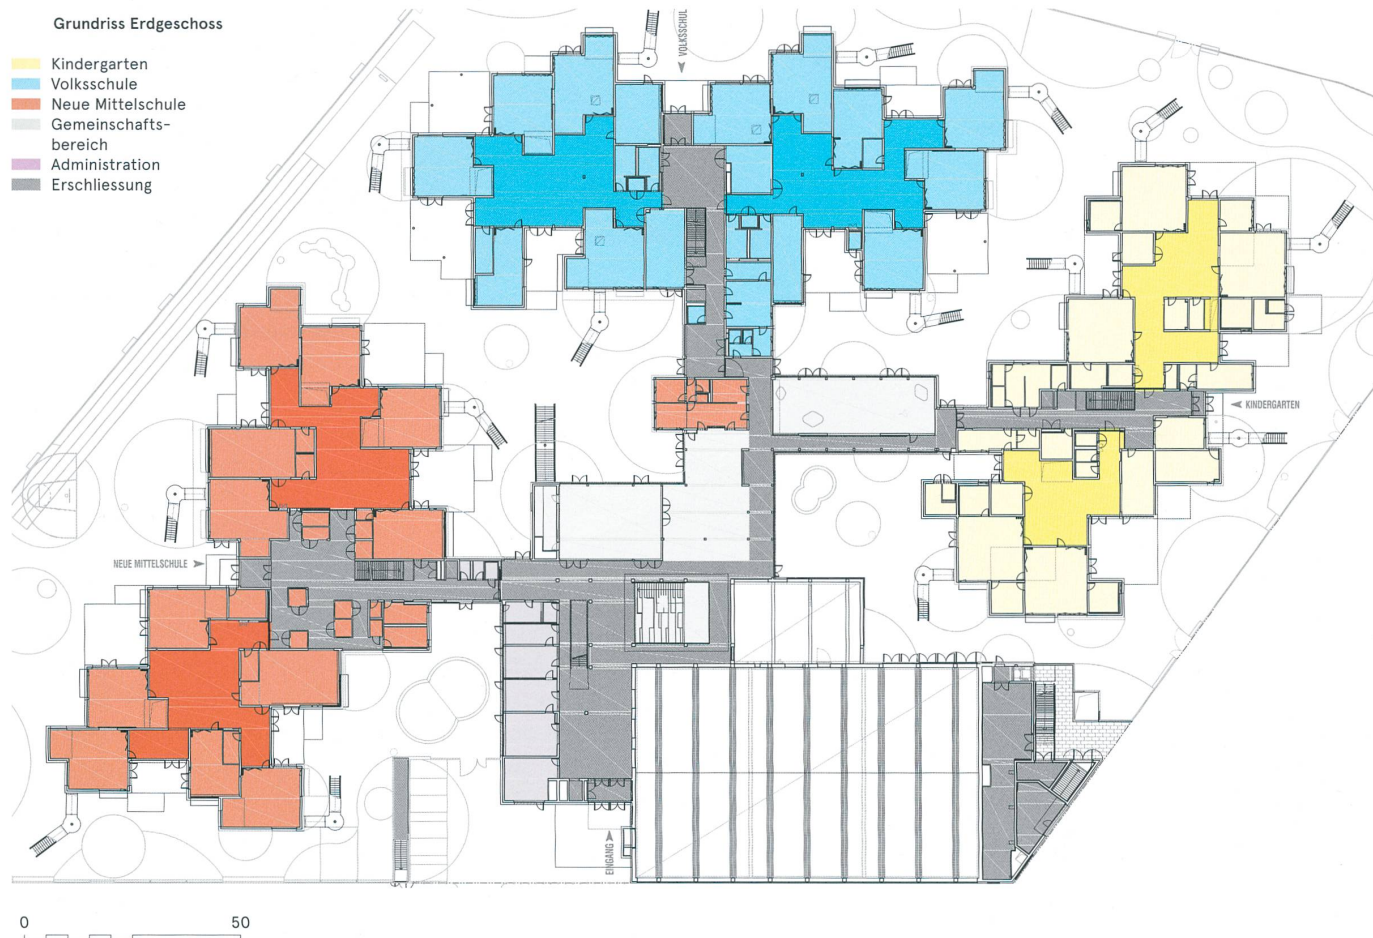 Grundriss Erdgeschoss
Kindergarten
Volksschule
Neue Mittelschule
Gemeinschafts-
bereich
Administration
Erschliessung
VOLKSSCHUL
KINDERGARTEN
NEUE MITTELSCHULE
EINGANG
0 50